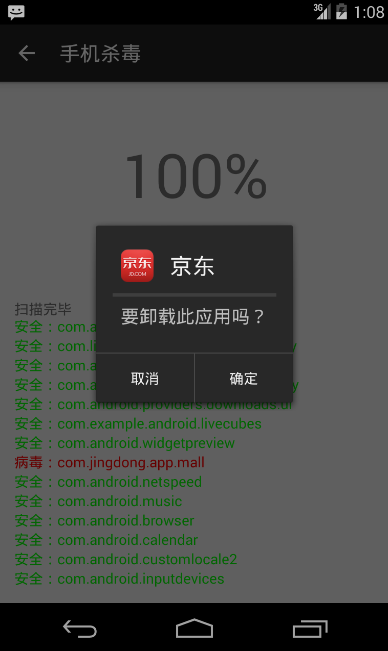 3G 1:08
手机杀毒
100%
京东
JD.COM
京东
要卸载此应用吗？
取消 确定
扫描完毕
安全：com.a
安全：com.li y
安全：com.a
安全：com.a y
安全：com.android.providers.downloads.ui
安全：com.example.android.livecubes
安全：com.android.widgetpreview
病毒：com.jingdong.app.mall
安全：com.android.netspeed
安全：com.android.music
安全：com.android.browser
安全：com.android.calendar
安全：com.android.customlocale2
安全：com.android.inputdevices